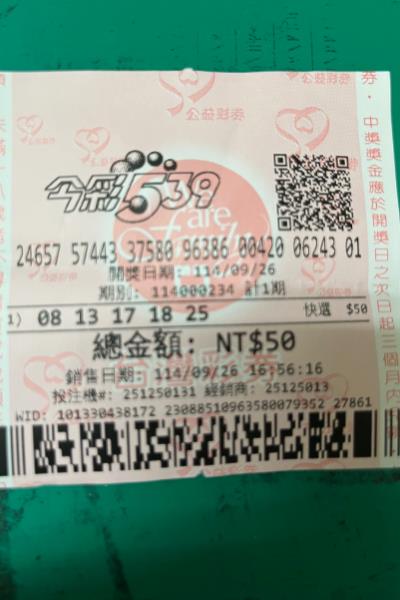 公益彩券
今彩539
24657 57443 37580 96386 00420 06243 01
開獎日期: 114/09/26
期別: 114000234 計1期
1) 08 13 17 18 25 快選 $50
總金額: NT$50
銷售日期: 114/09/26 16:56:16
投注機#: 251250131 經銷商: 25125013
WID: 101330438172 23088510963580079352 27861
券・中獎獎金應於開獎日之次日起三個月內